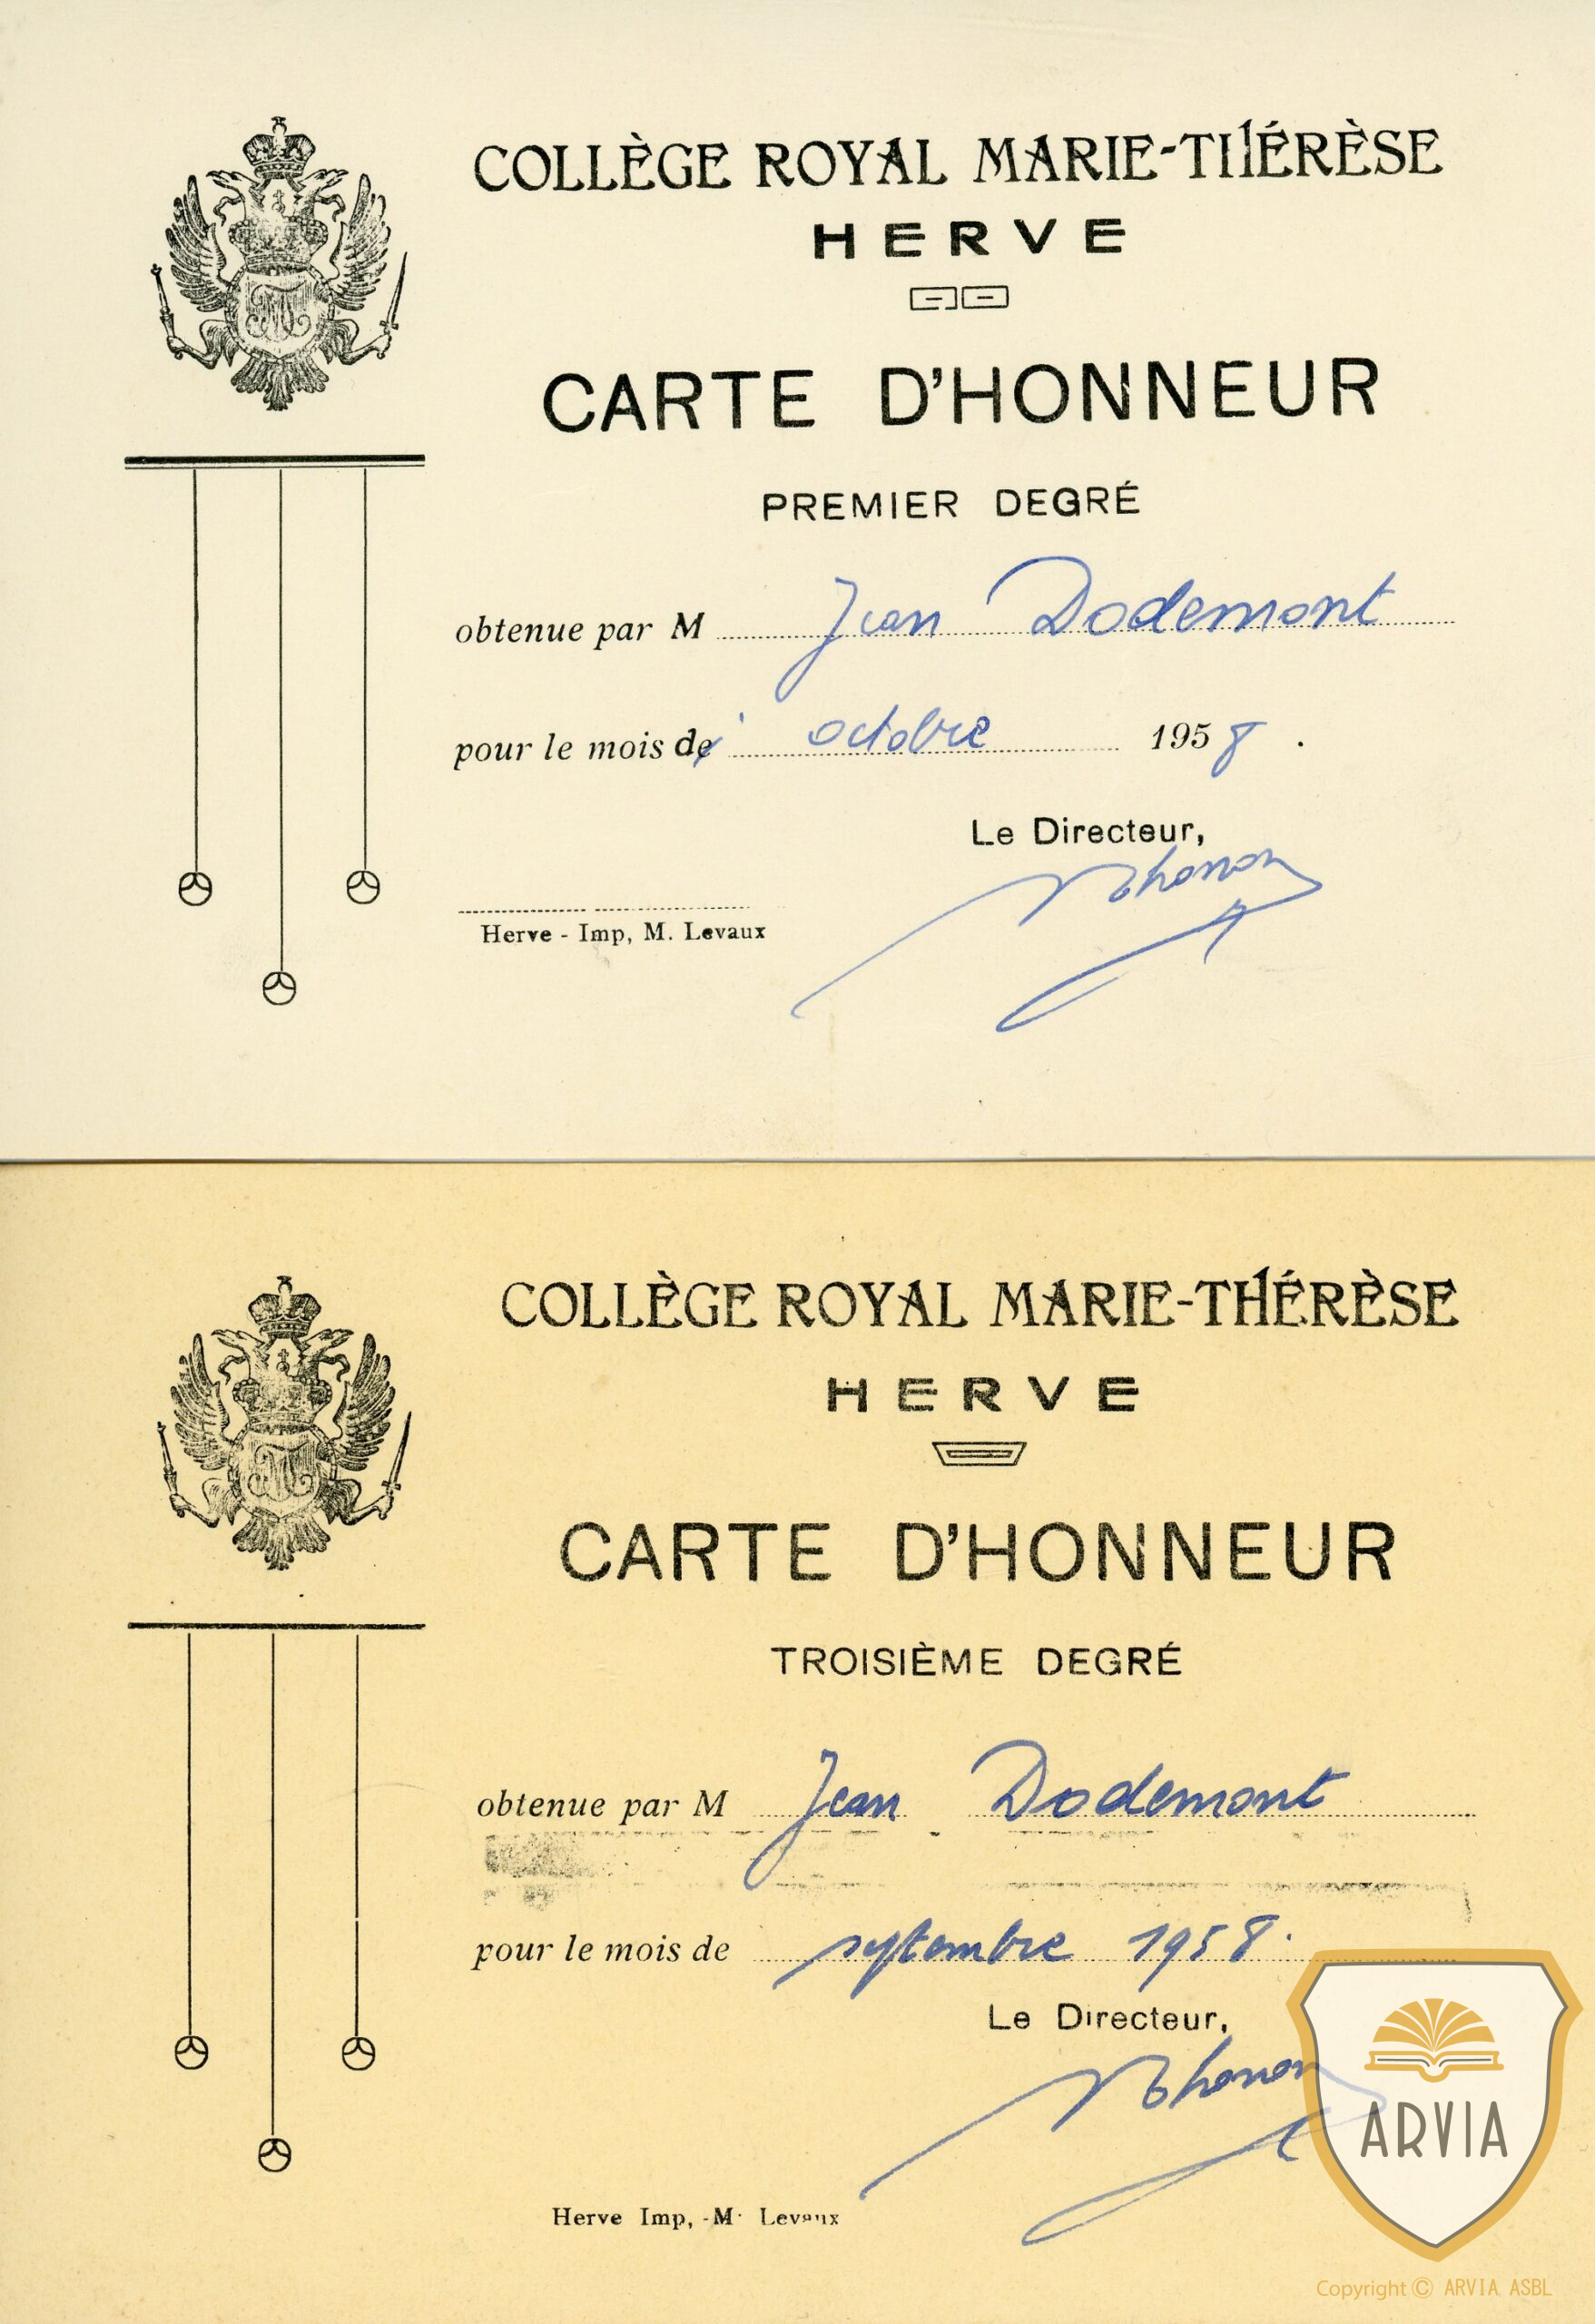 COLLÈGE ROYAL MARIE-THÉRÈSE
HERVE
CARTE D'HONNEUR
PREMIER DEGRÉ
obtenue par M Jean Dodemont
pour le mois d' octobre 1958.
Le Directeur,
Herve - Imp, M. Levaux
COLLÈGE ROYAL MARIE-THÉRÈSE
HERVE
CARTE D'HONNEUR
TROISIÈME DEGRÉ
obtenue par M Jean Dodemont
pour le mois de septembre 1958.
Le Directeur,
Herve Imp, - M. Levaux
ARVIA
Copyright © ARVIA ASBL